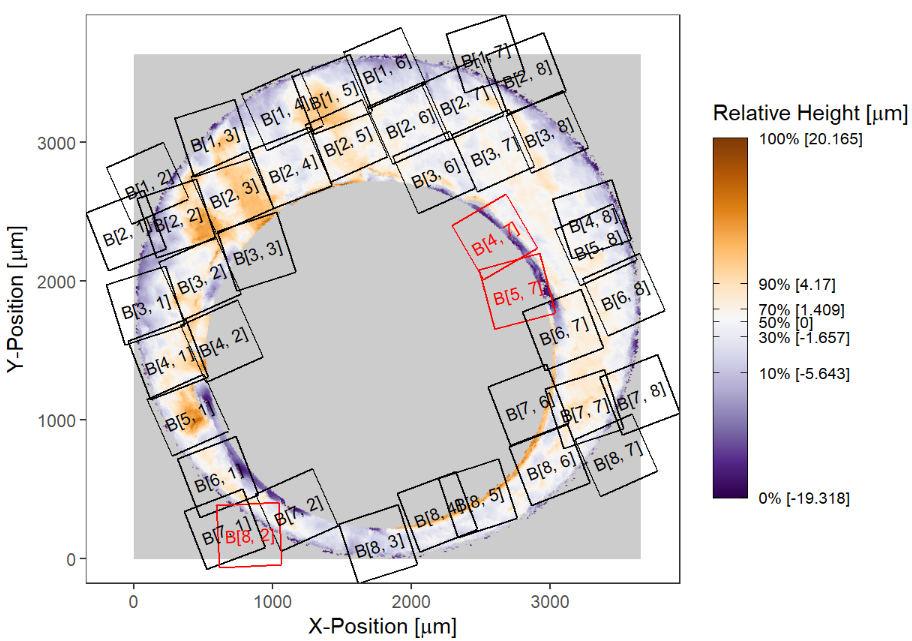 B[1, 7]
B[1, 6]
B[2, 8]
B[1, 5]
B[1, 4]
B[2, 7]
B[2, 6]
B[1, 3]
B[3, 8]
B[2, 5]
B[3, 7]
B[2, 4]
B[3, 6]
B[1, 2]
B[2, 3]
B[2, 2]
B[2, 1]
B[4, 8]
B[4, 7]
B[5, 8]
B[3, 3]
B[3, 2]
B[3, 1]
B[5, 7]
B[6, 8]
B[6, 7]
B[4, 2]
B[4, 1]
B[7, 8]
B[7, 6]
B[7, 7]
B[5, 1]
B[8, 7]
B[8, 6]
B[6, 1]
B[8, 5]
B[8, 4]
B[7, 2]
B[7, 1]
B[8, 2]
B[8, 3]
3000
2000
1000
0
Y-Position [µm]
0 1000 2000 3000
X-Position [µm]
Relative Height [µm]
100% [20.165]
90% [4.17]
70% [1.409]
50% [0]
30% [-1.657]
10% [-5.643]
0% [-19.318]